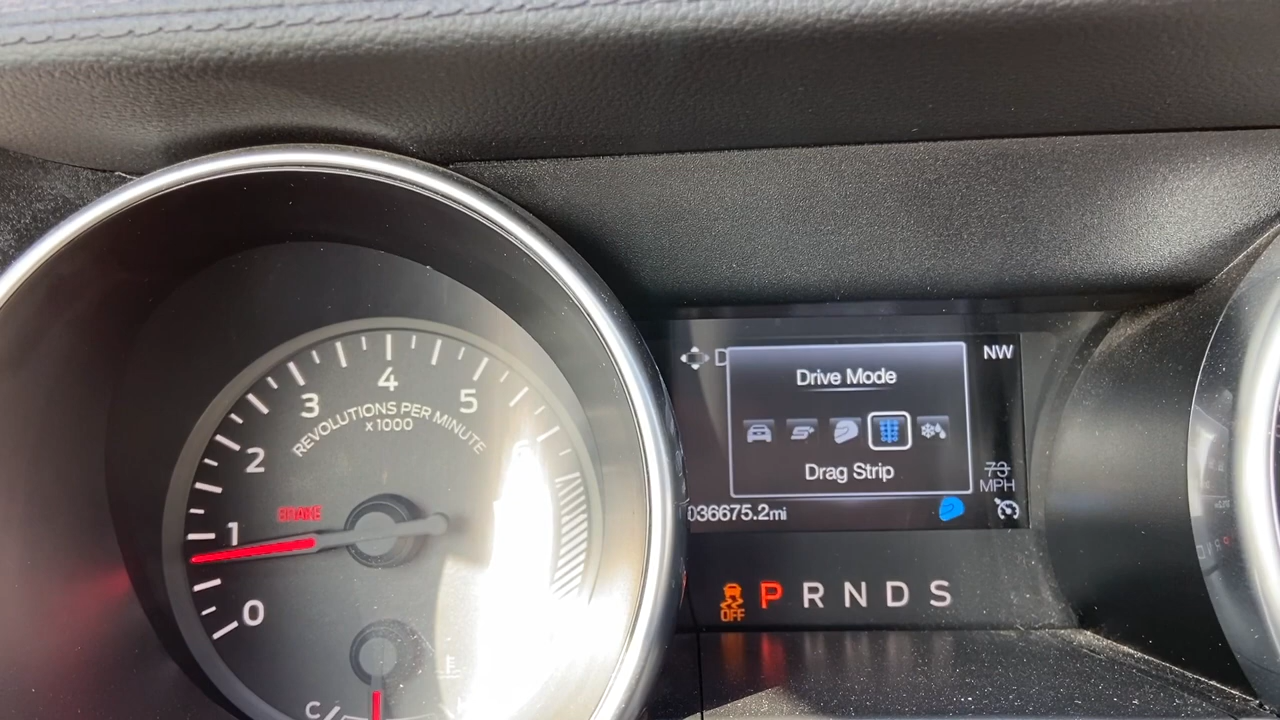 0
1
2
3
4
5
REVOLUTIONS PER MINUTE
x1000
BRAKE
C
D
Drive Mode
Drag Strip
NW
73
MPH
036675.2mi
OFF
P R N D S